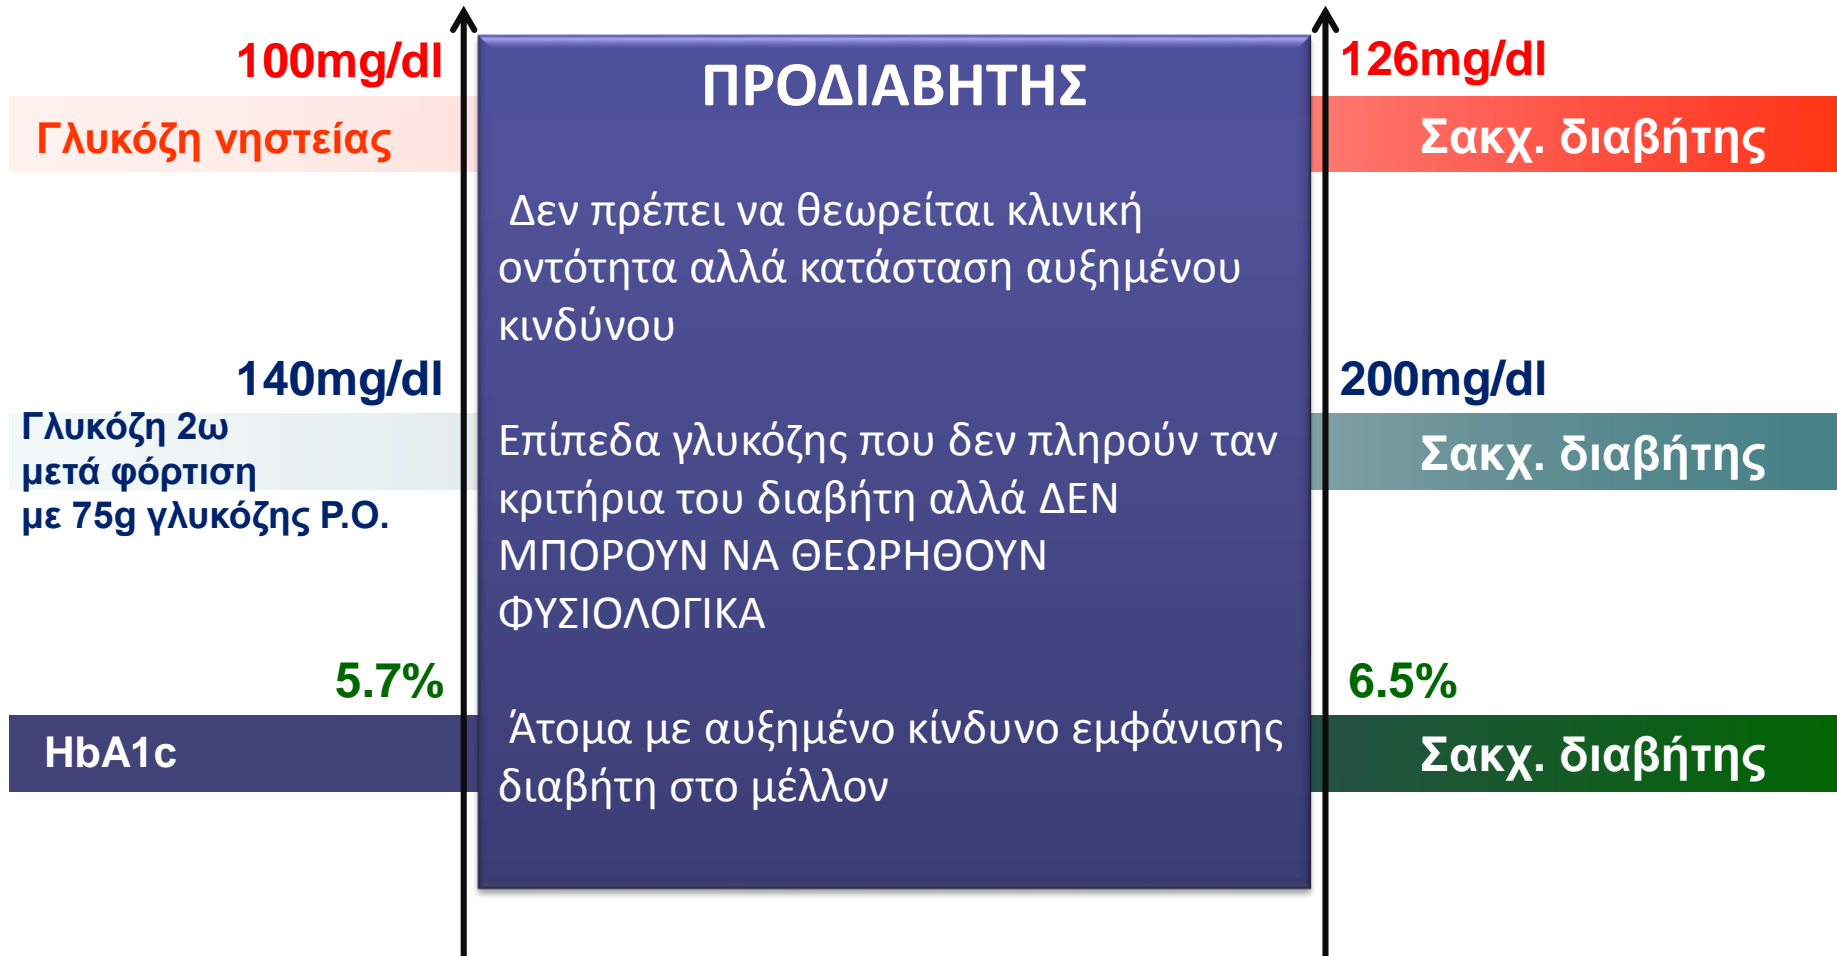 100mg/dl
ΠΡΟΔΙΑΒΗΤΗΣ
126mg/dl
Γλυκόζη νηστείας
Σακχ. διαβήτης
Δεν πρέπει να θεωρείται κλινική
οντότητα αλλά κατάσταση αυξημένου
κινδύνου
140mg/dl
200mg/dl
Γλυκόζη 2ω
μετά φόρτιση
με 75g γλυκόζης P.O.
Σακχ. διαβήτης
Επίπεδα γλυκόζης που δεν πληρούν ταν
κριτήρια του διαβήτη αλλά ΔΕΝ
ΜΠΟΡΟΥΝ ΝΑ ΘΕΩΡΗΘΟΥΝ
ΦΥΣΙΟΛΟΓΙΚΑ
5.7%
6.5%
HbA1c
Σακχ. διαβήτης
Άτομα με αυξημένο κίνδυνο εμφάνισης
διαβήτη στο μέλλον